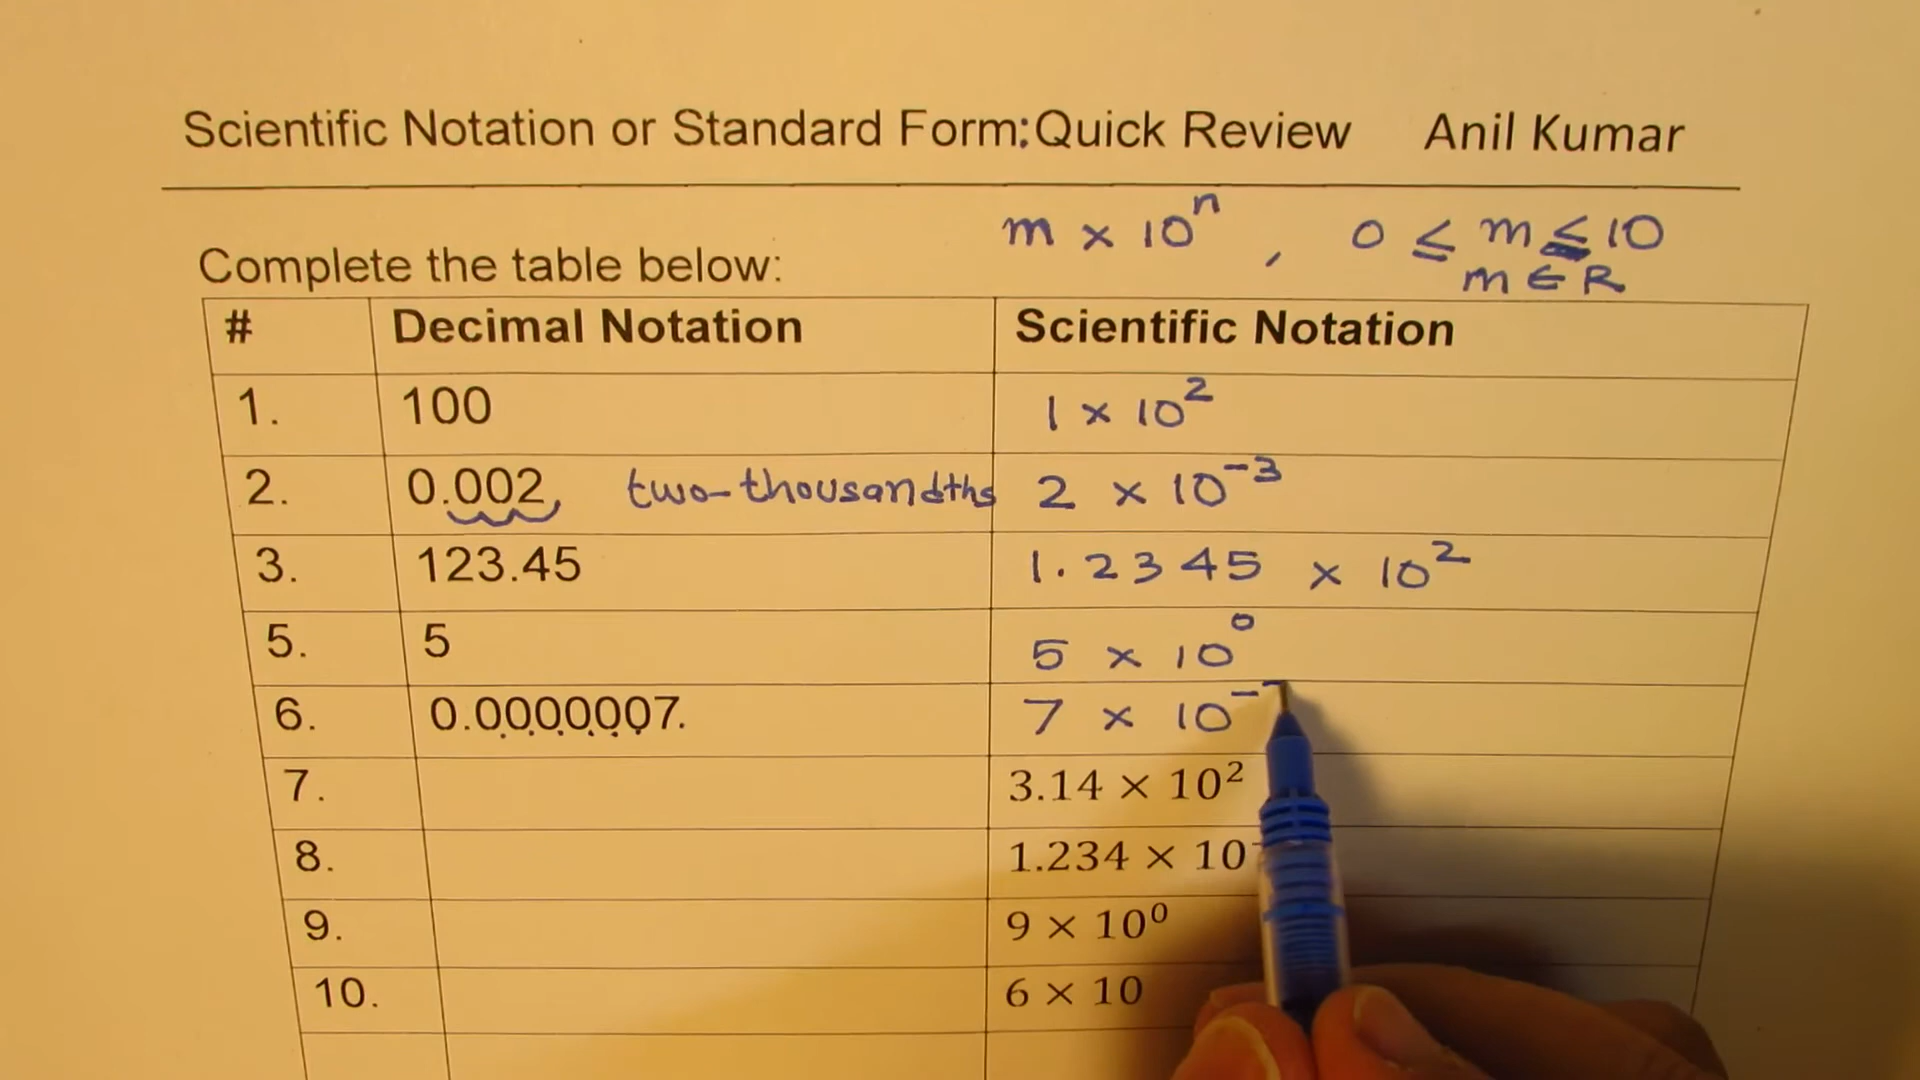 Scientific Notation or Standard Form:Quick Review Anil Kumar
m × 10ⁿ , 0 ≤ m ≤ 10
Complete the table below: m ∈ R
# Decimal Notation Scientific Notation
1. 100 1 × 10²
2. 0.002, two-thousandths 2 × 10⁻³
3. 123.45 1.2345 × 10²
5. 5 5 × 10⁰
6. 0.0000007. 7 × 10⁻
7. 3.14 × 10²
8. 1.234 × 10⁻
9. 9 × 10⁰
10. 6 × 10